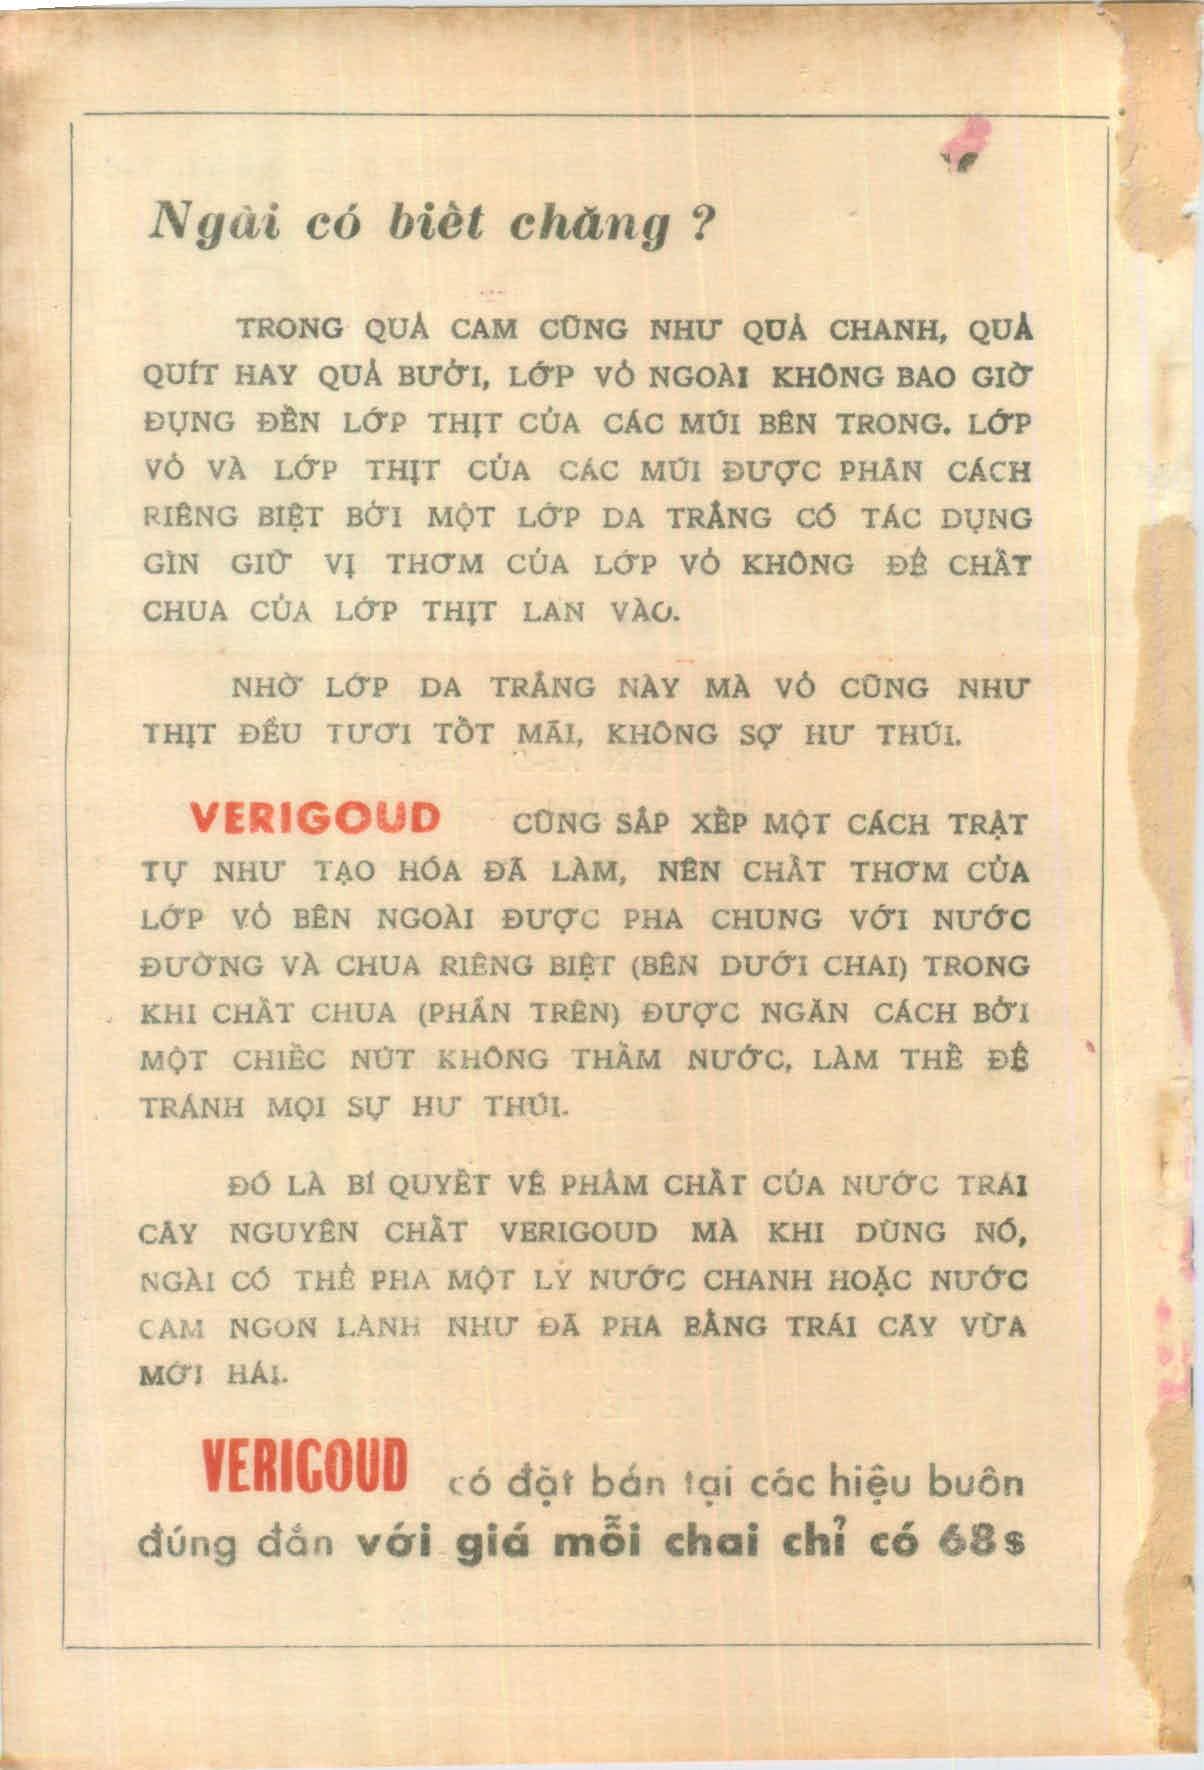 Ngài có biết chăng ?
TRONG QUẢ CAM CŨNG NHƯ QUẢ CHANH, QUẢ
QUÍT HAY QUẢ BƯỞI, LỚP VỎ NGOÀI KHÔNG BAO GIỜ
ĐỤNG ĐẾN LỚP THỊT CỦA CÁC MÚI BÊN TRONG. LỚP
VỎ VÀ LỚP THỊT CỦA CÁC MÚI ĐƯỢC PHÂN CÁCH
RIÊNG BIỆT BỞI MỘT LỚP DA TRẮNG CÓ TÁC DỤNG
GÌN GIỮ VỊ THƠM CỦA LỚP VỎ KHÔNG ĐỂ CHẤT
CHUA CỦA LỚP THỊT LAN VÀO.
NHỜ LỚP DA TRẮNG NÀY MÀ VỎ CŨNG NHƯ
THỊT ĐỀU TƯƠI TỐT MÃI, KHÔNG SỢ HƯ THÚI.
VERIGOUD CŨNG SẮP XẾP MỘT CÁCH TRẬT
TỰ NHƯ TẠO HÓA ĐÃ LÀM, NÊN CHẤT THƠM CỦA
LỚP VỎ BÊN NGOÀI ĐƯỢC PHA CHUNG VỚI NƯỚC
ĐƯỜNG VÀ CHUA RIÊNG BIỆT (BÊN DƯỚI CHAI) TRONG
KHI CHẤT CHUA (PHẦN TRÊN) ĐƯỢC NGĂN CÁCH BỞI
MỘT CHIẾC NÚT KHÔNG THẤM NƯỚC, LÀM THẾ ĐỂ
TRÁNH MỌI SỰ HƯ THÚI.
ĐÓ LÀ BÍ QUYẾT VỀ PHẨM CHẤT CỦA NƯỚC TRÁI
CÂY NGUYÊN CHẤT VERIGOUD MÀ KHI DÙNG NÓ,
NGÀI CÓ THỂ PHA MỘT LY NƯỚC CHANH HOẶC NƯỚC
CAM NGON LÀNH NHƯ ĐÃ PHA BẰNG TRÁI CÂY VỪA
MỚI HÁI.
VERIGOUD có đặt bán tại các hiệu buôn
đúng đắn với giá mỗi chai chỉ có 68$